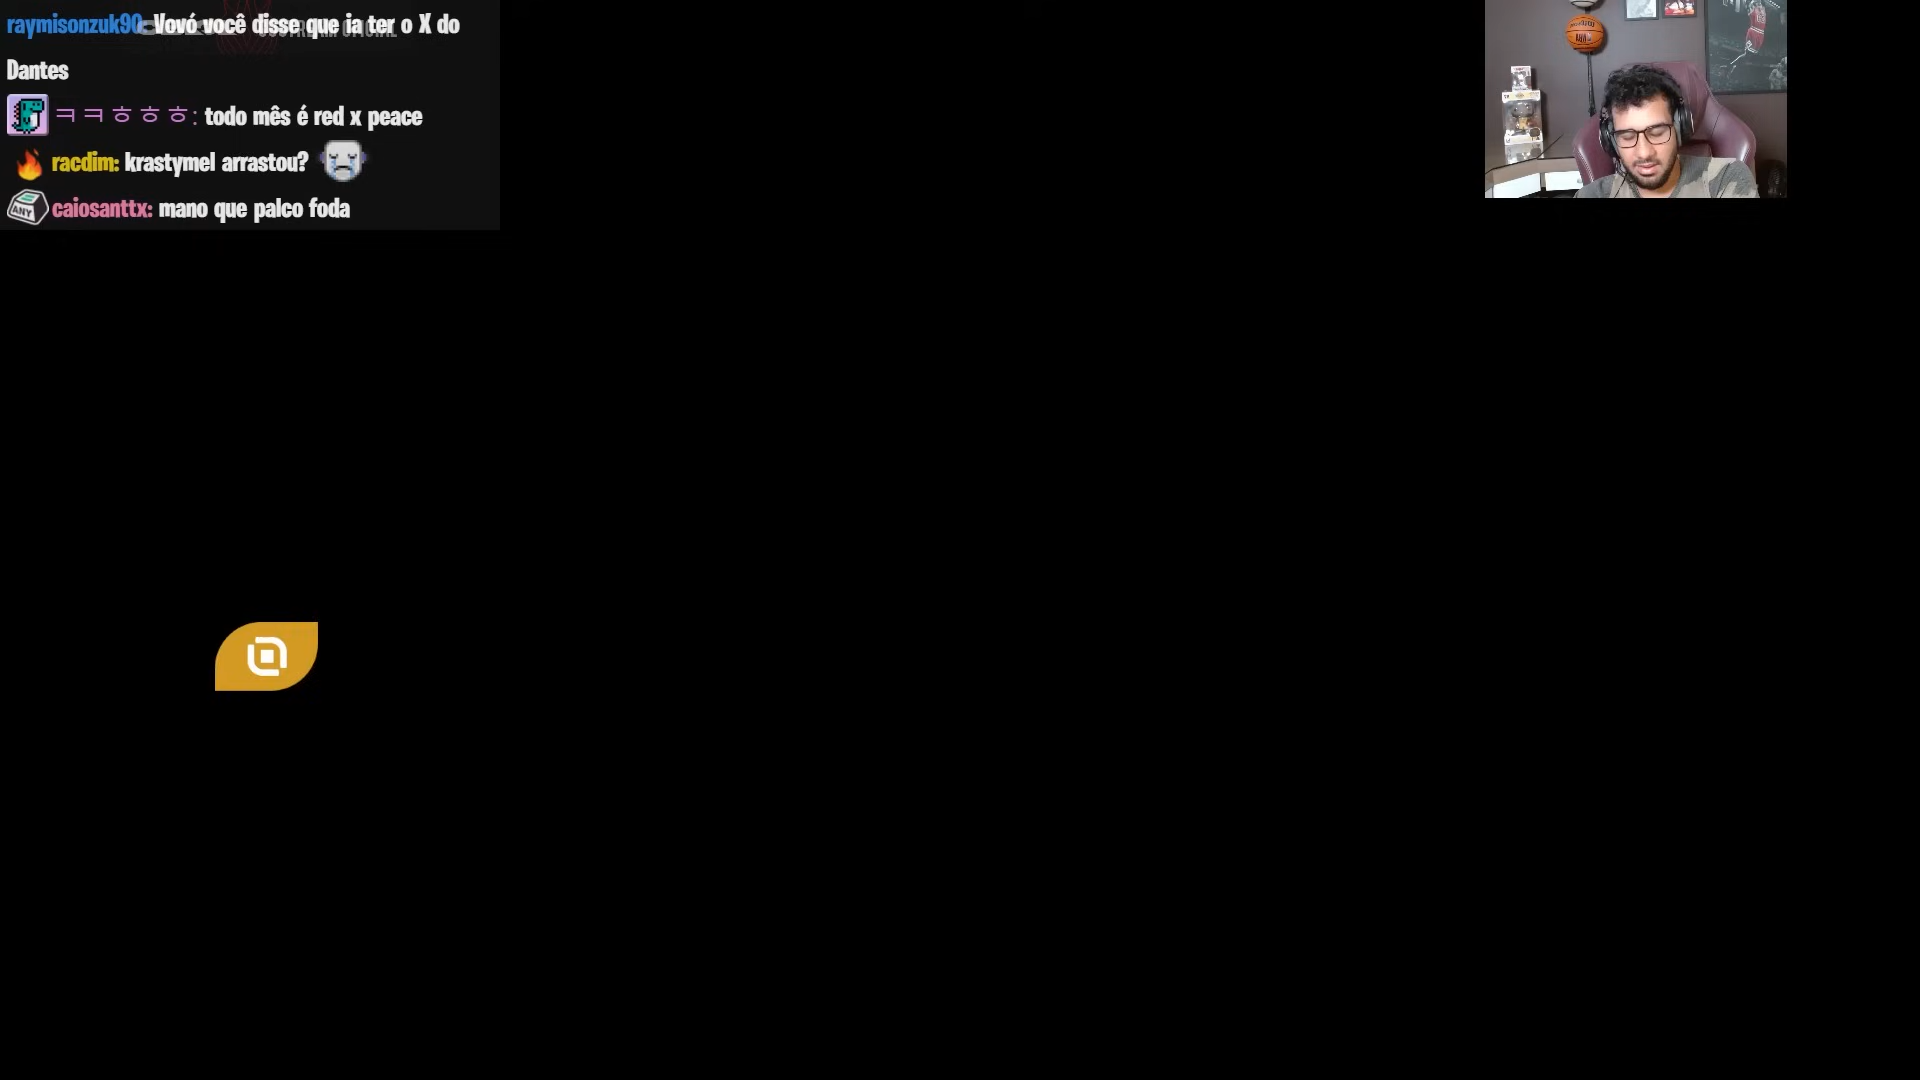 raymisonzuk90: Vovó você disse que ia ter o X do
Dantes
ㅋㅋㅎㅎㅎ: todo mês é red x peace
racdim: krastymel arrastou?
ANY caiosanttx: mano que palco foda